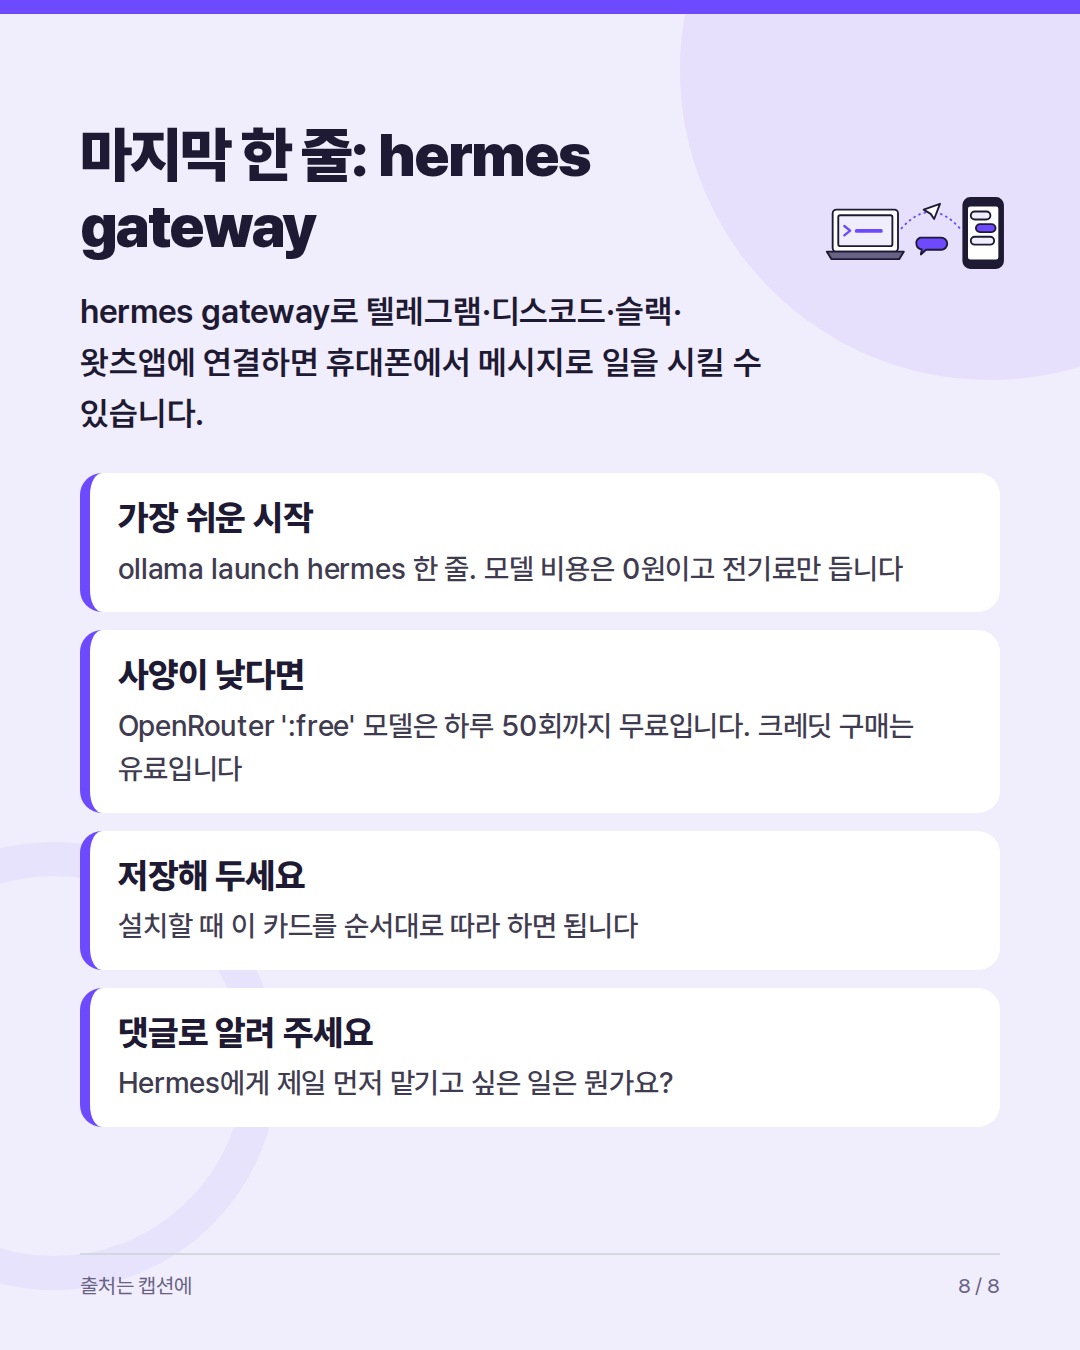 마지막 한 줄: hermes
gateway
hermes gateway로 텔레그램·디스코드·슬랙·
왓츠앱에 연결하면 휴대폰에서 메시지로 일을 시킬 수
있습니다.
가장 쉬운 시작
ollama launch hermes 한 줄. 모델 비용은 0원이고 전기료만 듭니다
사양이 낮다면
OpenRouter ':free' 모델은 하루 50회까지 무료입니다. 크레딧 구매는
유료입니다
저장해 두세요
설치할 때 이 카드를 순서대로 따라 하면 됩니다
댓글로 알려 주세요
Hermes에게 제일 먼저 맡기고 싶은 일은 뭔가요?
출처는 캡션에
8 / 8